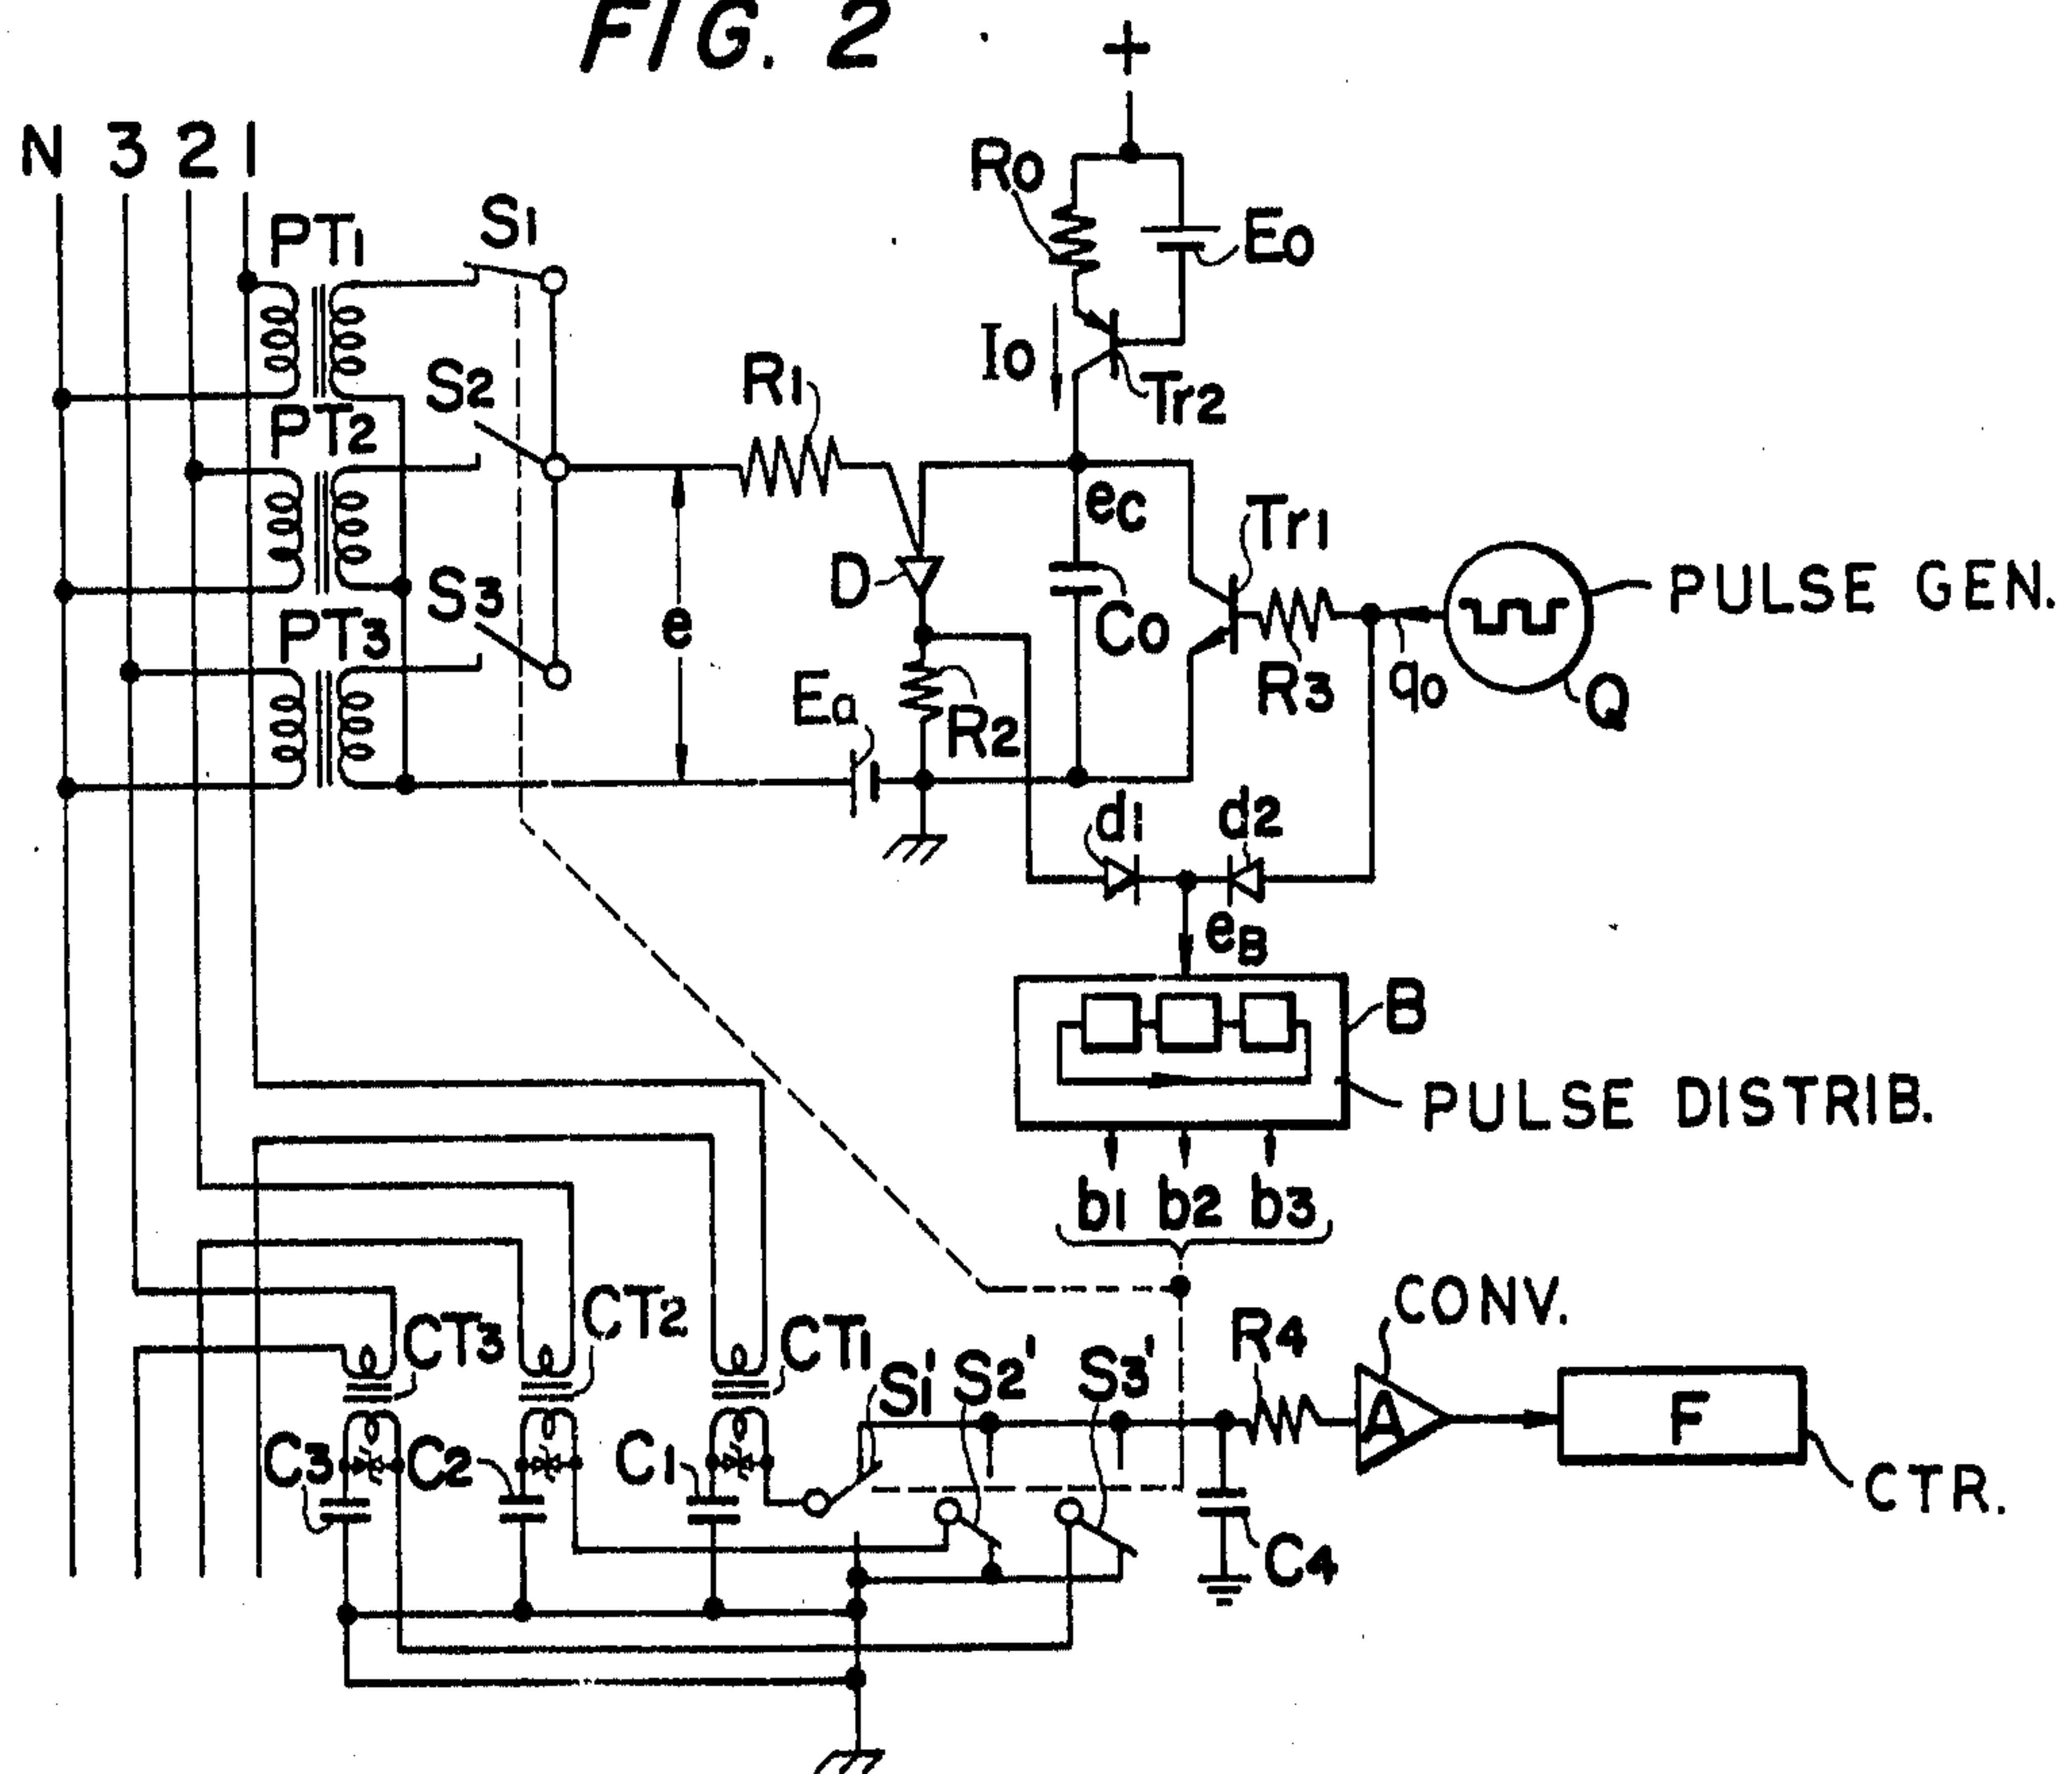 FIG. 2
+
N 3 2 1
PT1
S1
R0
E0
I0
Tr2
PT2
S2
R1
ec
Tr1
D
C0
PULSE GEN.
PT3
S3
e
Ea
R2
R3
q0
Q
d1
d2
eB
B
PULSE DISTRIB.
b1 b2 b3
CT3
CT2
CT1
S1'
S2'
S3'
R4
CONV.
A
F
CTR.
C3
C2
C1
C4